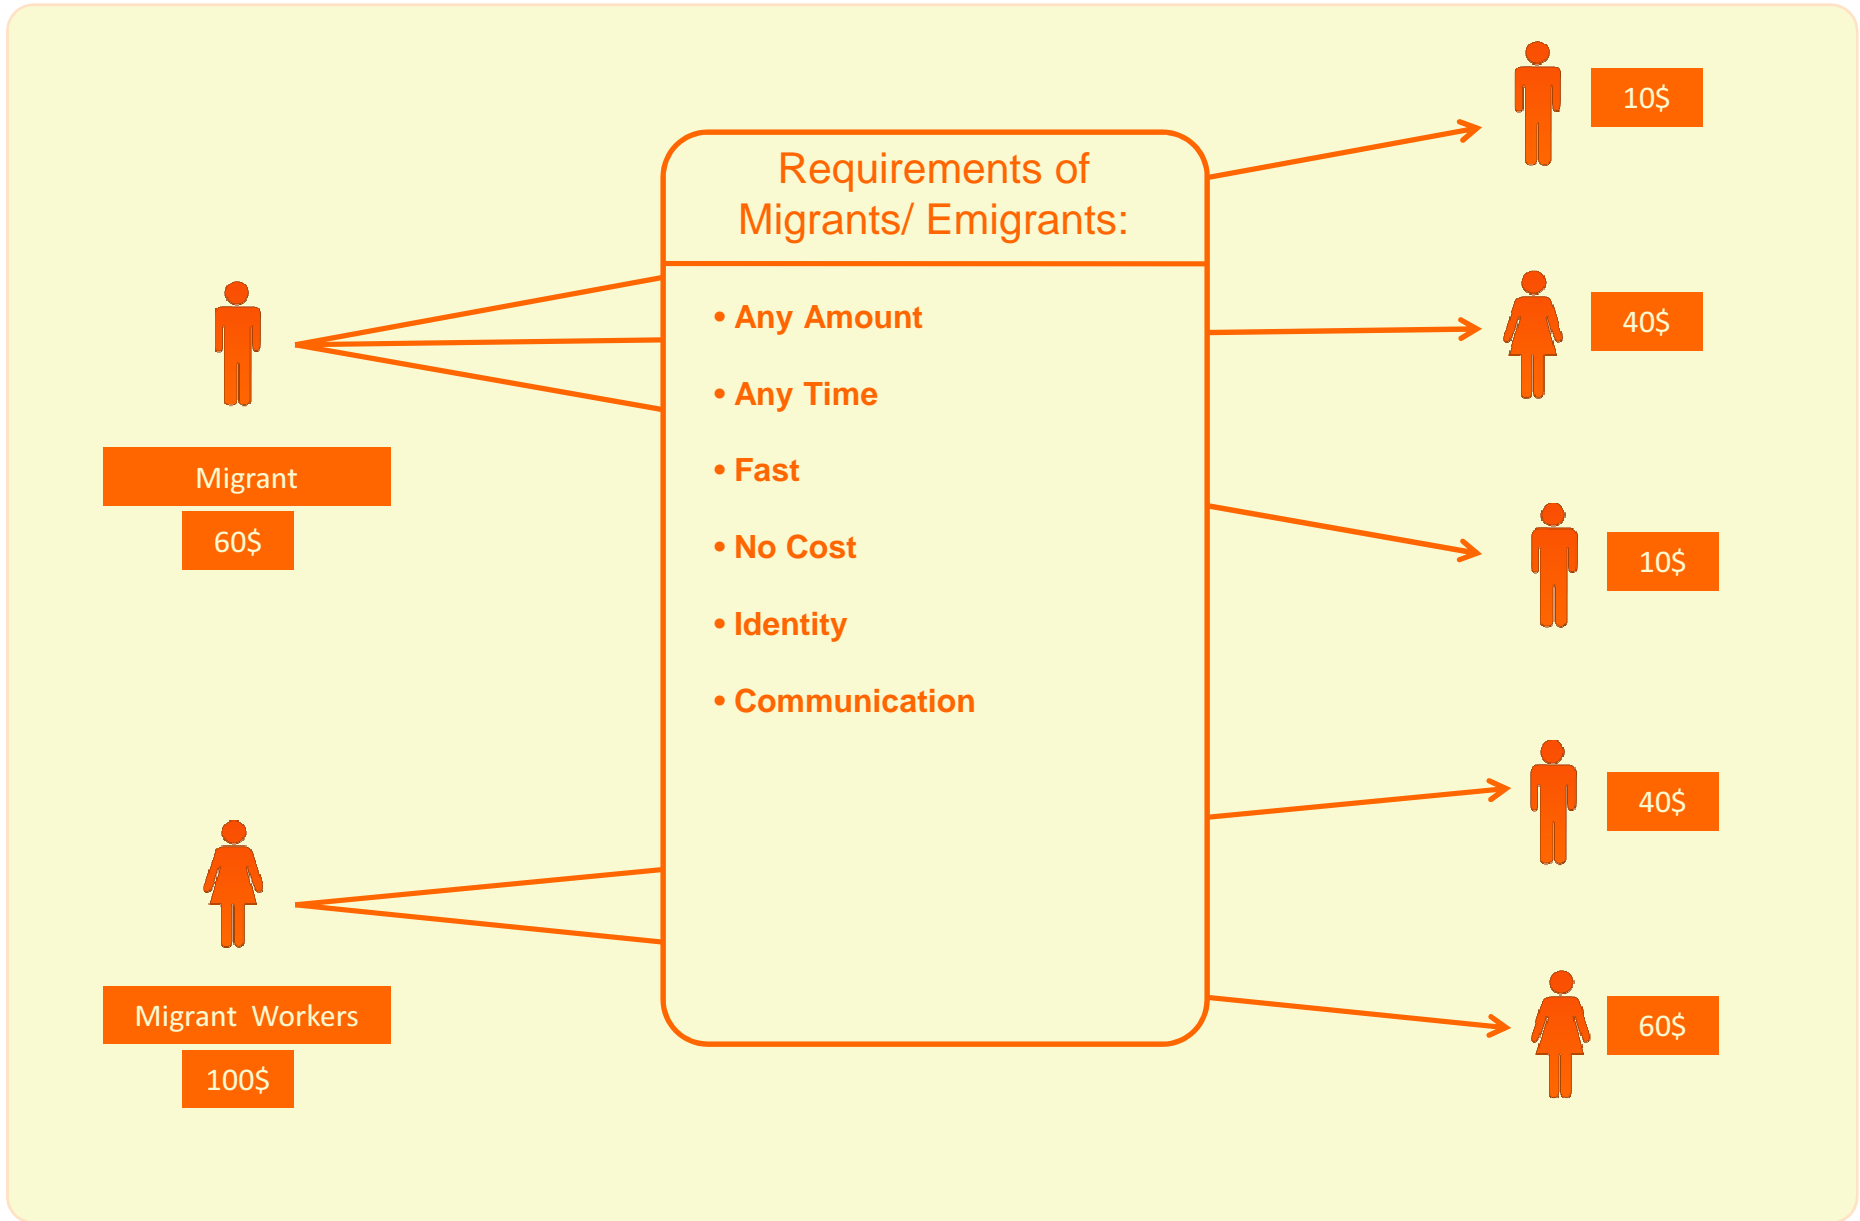 Requirements of
Migrants/ Emigrants:
• Any Amount
• Any Time
• Fast
• No Cost
• Identity
• Communication
Migrant
60$
Migrant Workers
100$
10$
40$
10$
40$
60$